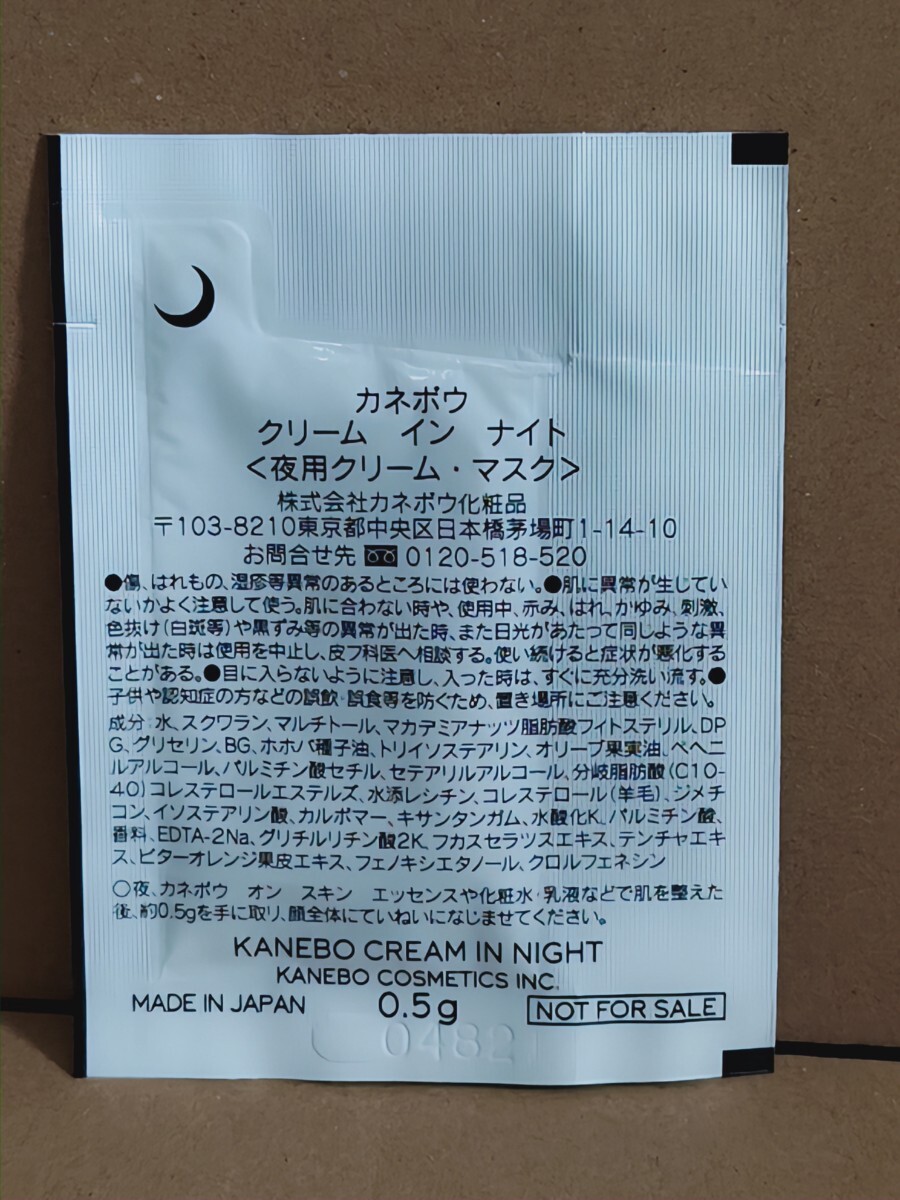 カネボウ
クリーム イン ナイト
<夜用クリーム・マスク>
株式会社カネボウ化粧品
〒103-8210東京都中央区日本橋茅場町1-14-10
お問合せ先 0120-518-520
●傷、はれもの、湿疹等異常のあるところには使わない。●肌に異常が生じてい
ないかよく注意して使う。肌に合わない時や、使用中、赤み、はれ、かゆみ、刺激、
色抜け(白斑等)や黒ずみ等の異常が出た時、また日光があたって同じような異
常が出た時は使用を中止し、皮フ科医へ相談する。使い続けると症状が悪化する
ことがある。●目に入らないように注意し、入った時は、すぐに充分洗い流す。●
子供や認知症の方などの誤飲・誤食等を防ぐため、置き場所にご注意ください。
成分:水、スクワラン、マルチトール、マカデミアナッツ脂肪酸フィトステリル、DP
G、グリセリン、BG、ホホバ種子油、トリイソステアリン、オリーブ果実油、ベヘニ
ルアルコール、パルミチン酸セチル、セテアリルアルコール、分岐脂肪酸(C10-
40)コレステロールエステルズ、水添レシチン、コレステロール(羊毛)、ジメチ
コン、イソステアリン酸、カルボマー、キサンタンガム、水酸化K、パルミチン酸、
香料、EDTA-2Na、グリチルリチン酸2K、フカスセラツスエキス、テンチャエキ
ス、ビターオレンジ果皮エキス、フェノキシエタノール、クロルフェネシン
○夜、カネボウ オン スキン エッセンスや化粧水・乳液などで肌を整えた
後、約0.5gを手に取り、顔全体にていねいになじませてください。
KANEBO CREAM IN NIGHT
KANEBO COSMETICS INC.
MADE IN JAPAN 0.5g NOT FOR SALE
0482